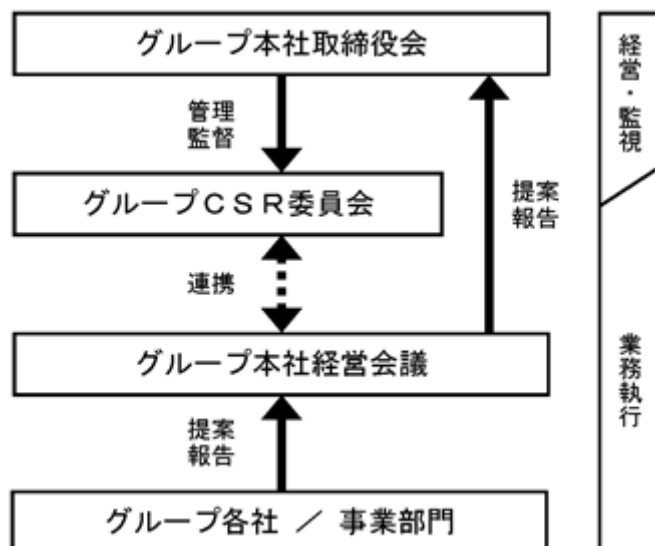 グループ本社取締役会
管理
監督
グループＣＳＲ委員会
提案
報告
連携
グループ本社経営会議
提案
報告
グループ各社 ／ 事業部門
経営・監視
業務執行